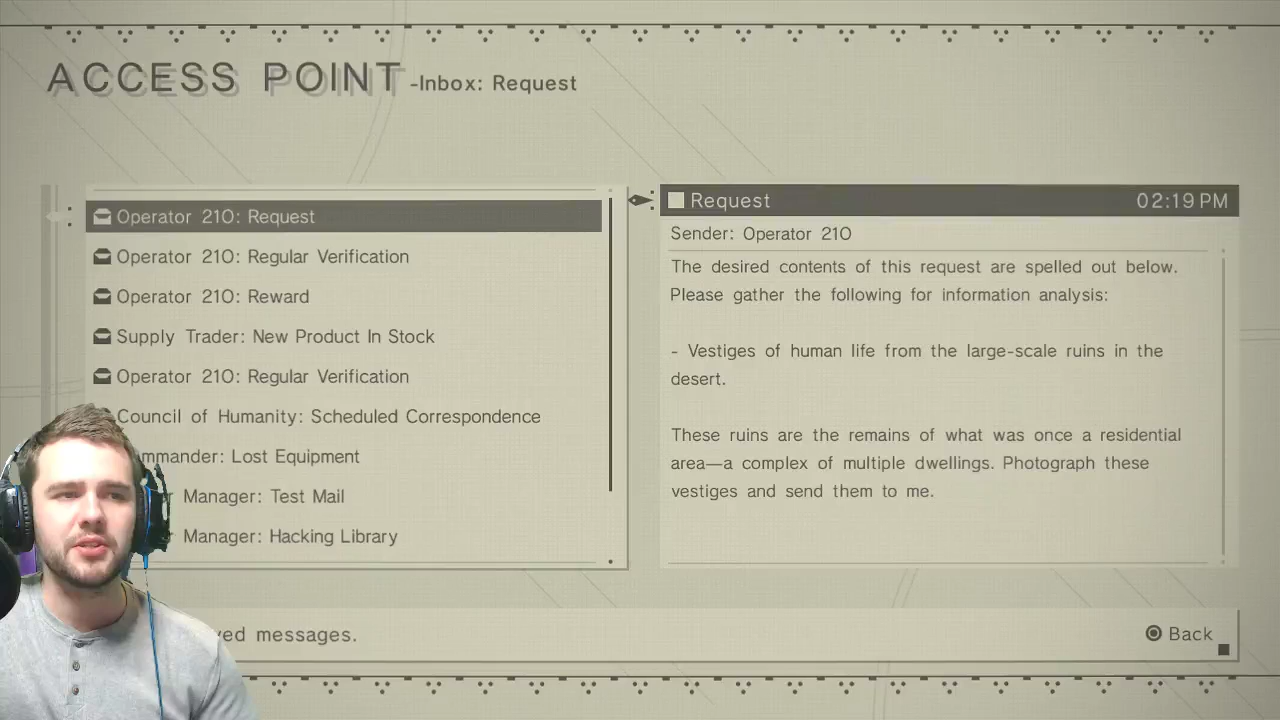 ACCESS POINT -Inbox: Request
Operator 21O: Request
Operator 21O: Regular Verification
Operator 21O: Reward
Supply Trader: New Product In Stock
Operator 21O: Regular Verification
Council of Humanity: Scheduled Correspondence
mmander: Lost Equipment
r Manager: Test Mail
r Manager: Hacking Library
Request 02:19 PM
Sender: Operator 21O
The desired contents of this request are spelled out below.
Please gather the following for information analysis:
- Vestiges of human life from the large-scale ruins in the
desert.
These ruins are the remains of what was once a residential
area—a complex of multiple dwellings. Photograph these
vestiges and send them to me.
ved messages.
Back